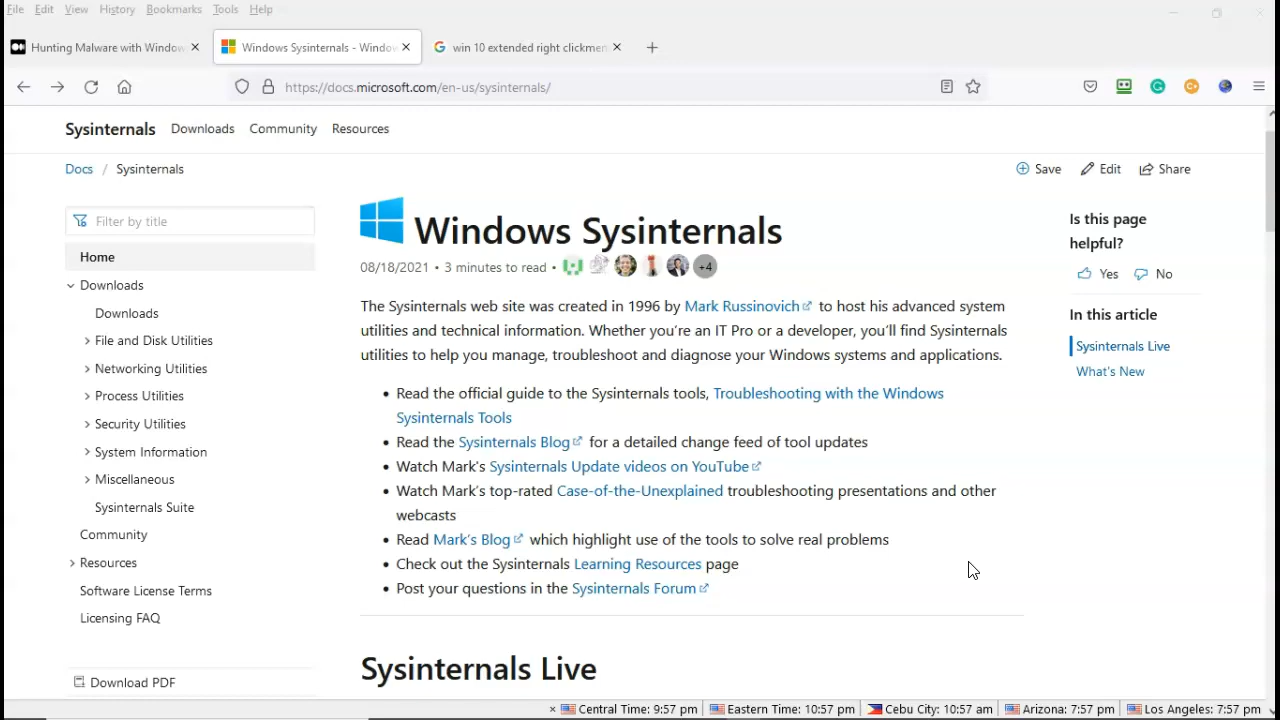 File Edit View History Bookmarks Tools Help
Hunting Malware with Window
Windows Sysinternals - Window
win 10 extended right clickmen
https://docs.microsoft.com/en-us/sysinternals/
Sysinternals Downloads Community Resources
Docs / Sysinternals
Save Edit Share
Filter by title
Home
Downloads
Downloads
File and Disk Utilities
Networking Utilities
Process Utilities
Security Utilities
System Information
Miscellaneous
Sysinternals Suite
Community
Resources
Software License Terms
Licensing FAQ
Download PDF
Windows Sysinternals
08/18/2021 • 3 minutes to read • +4
The Sysinternals web site was created in 1996 by Mark Russinovich to host his advanced system
utilities and technical information. Whether you're an IT Pro or a developer, you'll find Sysinternals
utilities to help you manage, troubleshoot and diagnose your Windows systems and applications.
• Read the official guide to the Sysinternals tools, Troubleshooting with the Windows
Sysinternals Tools
• Read the Sysinternals Blog for a detailed change feed of tool updates
• Watch Mark's Sysinternals Update videos on YouTube
• Watch Mark's top-rated Case-of-the-Unexplained troubleshooting presentations and other
webcasts
• Read Mark's Blog which highlight use of the tools to solve real problems
• Check out the Sysinternals Learning Resources page
• Post your questions in the Sysinternals Forum
Sysinternals Live
Is this page
helpful?
Yes No
In this article
Sysinternals Live
What's New
× Central Time: 9:57 pm Eastern Time: 10:57 pm Cebu City: 10:57 am Arizona: 7:57 pm Los Angeles: 7:57 pm